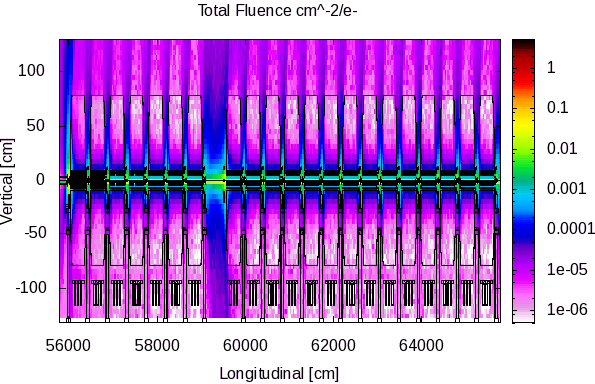 Total Fluence cm^-2/e-
100
50
0
-50
-100
Vertical [cm]
56000 58000 60000 62000 64000
Longitudinal [cm]
1
0.1
0.01
0.001
0.0001
1e-05
1e-06